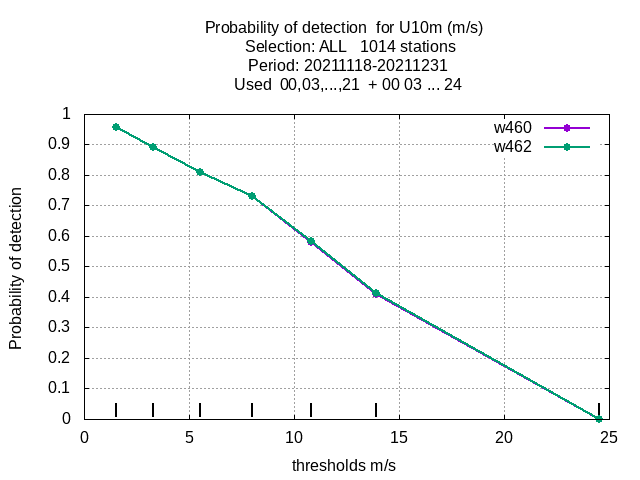 Probability of detection  for U10m (m/s)
Selection: ALL   1014 stations
Period: 20211118-20211231
Used  00,03,...,21  + 00 03 ... 24
w460
w462
1
0.9
0.8
0.7
0.6
0.5
0.4
0.3
0.2
0.1
0
Probability of detection
0 5 10 15 20 25
thresholds m/s